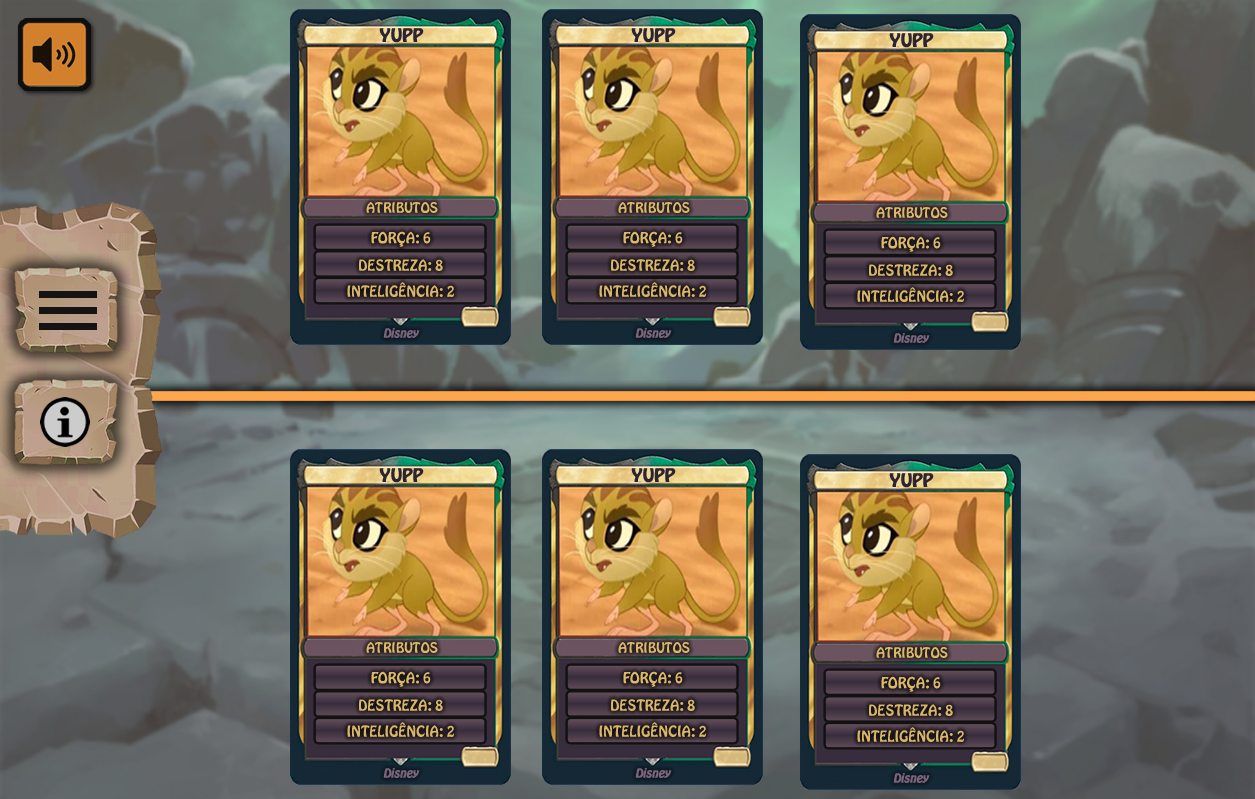 YUPP
ATRIBUTOS
FORÇA: 6
DESTREZA: 8
INTELIGÊNCIA: 2
Disney
YUPP
ATRIBUTOS
FORÇA: 6
DESTREZA: 8
INTELIGÊNCIA: 2
Disney
YUPP
ATRIBUTOS
FORÇA: 6
DESTREZA: 8
INTELIGÊNCIA: 2
Disney
YUPP
ATRIBUTOS
FORÇA: 6
DESTREZA: 8
INTELIGÊNCIA: 2
Disney
YUPP
ATRIBUTOS
FORÇA: 6
DESTREZA: 8
INTELIGÊNCIA: 2
Disney
YUPP
ATRIBUTOS
FORÇA: 6
DESTREZA: 8
INTELIGÊNCIA: 2
Disney